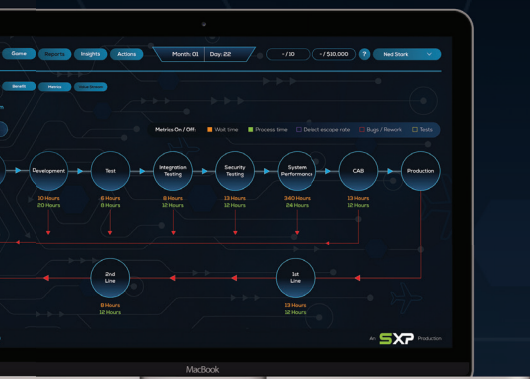 Game Reports Insights Actions Month: 01 Day: 22 - / 10 - / $10,000 ? Ned Stark
Benefit Metrics
Metrics On / Off: Wait time Process time Defect escape rate Bugs / Rework Tests
Development Test Integration Testing Security Testing System Performance CAB Production
10 Hours 6 Hours 8 Hours 13 Hours 340 Hours 13 Hours
20 Hours 8 Hours 12 Hours 12 Hours 24 Hours 12 Hours
2nd Line 1st Line
8 Hours 13 Hours
12 Hours 12 Hours
An SXP Production
MacBook